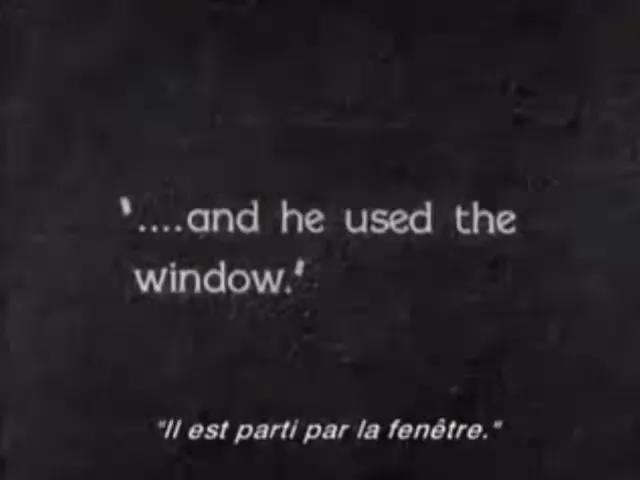 '....and he used the
window.'
"Il est parti par la fenêtre."